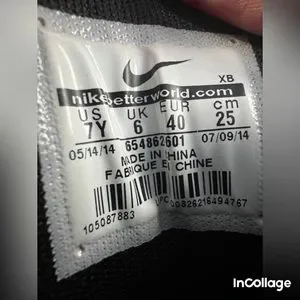 XB
nikebetterworld.com
US UK EUR cm
7Y 6 40 25
05/14/14 07/09/14
654862601
MADE IN CHINA
FABRIQUE EN CHINE
105087883
InCollage